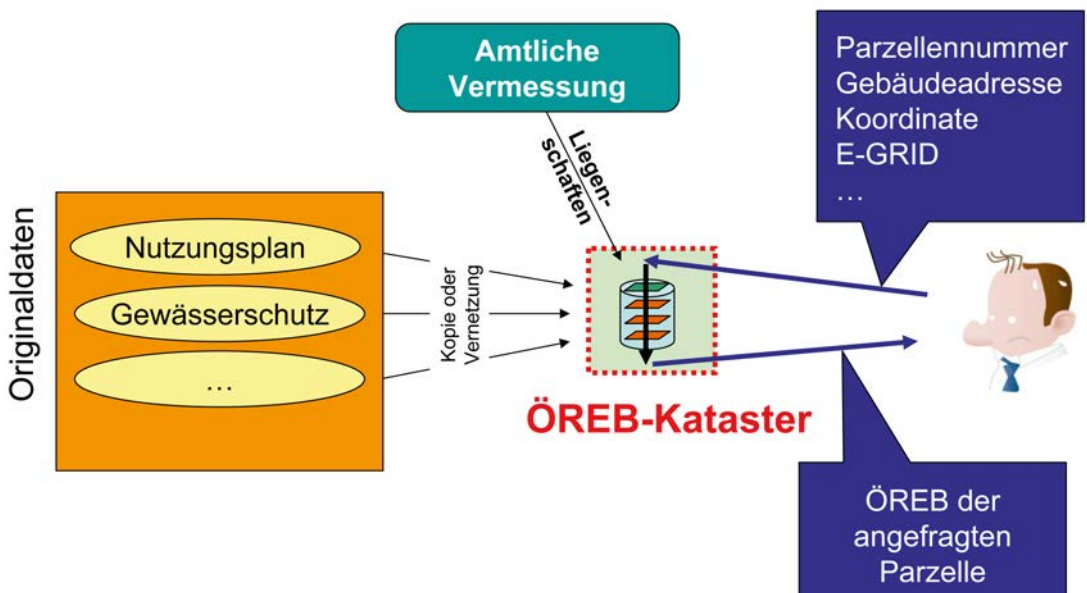 Amtliche
Vermessung
Parzellennummer
Gebäudeadresse
Koordinate
E-GRID
…
Liegen-
schaften
Originaldaten
Nutzungsplan
Gewässerschutz
…
Kopie oder
Vernetzung
ÖREB-Kataster
ÖREB der
angefragten
Parzelle